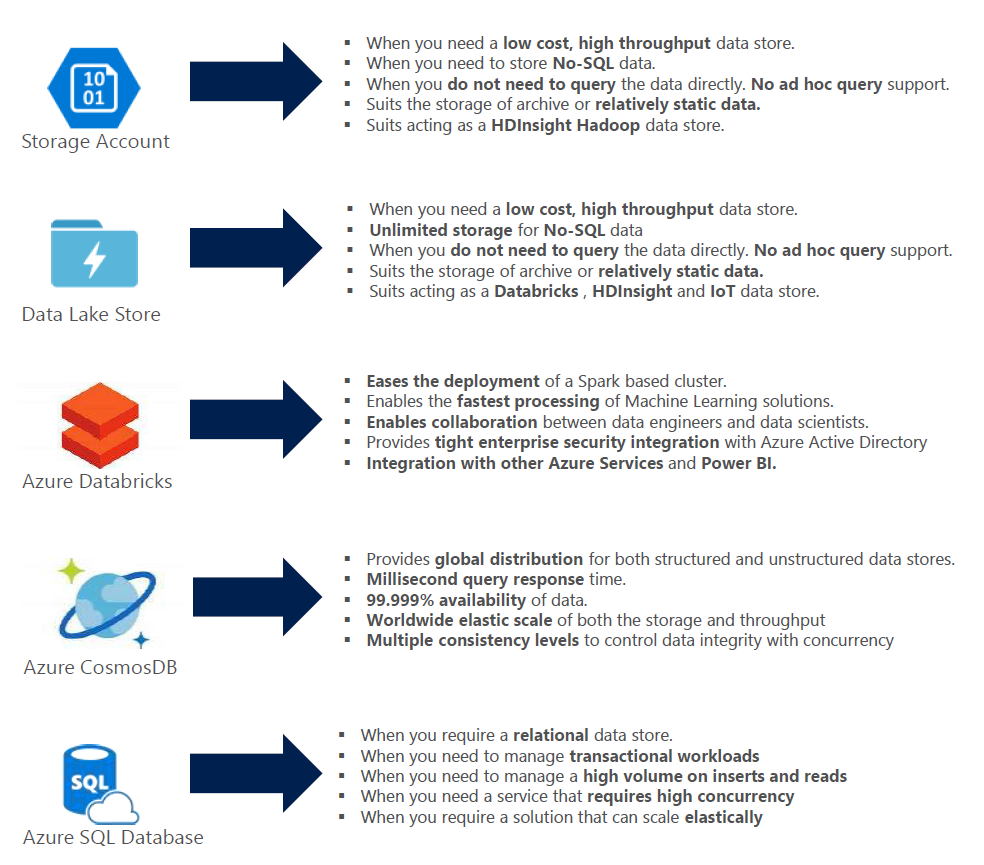 10
01
Storage Account
▪ When you need a low cost, high throughput data store.
▪ When you need to store No-SQL data.
▪ When you do not need to query the data directly. No ad hoc query support.
▪ Suits the storage of archive or relatively static data.
▪ Suits acting as a HDInsight Hadoop data store.
Data Lake Store
▪ When you need a low cost, high throughput data store.
▪ Unlimited storage for No-SQL data
▪ When you do not need to query the data directly. No ad hoc query support.
▪ Suits the storage of archive or relatively static data.
▪ Suits acting as a Databricks , HDInsight and IoT data store.
Azure Databricks
▪ Eases the deployment of a Spark based cluster.
▪ Enables the fastest processing of Machine Learning solutions.
▪ Enables collaboration between data engineers and data scientists.
▪ Provides tight enterprise security integration with Azure Active Directory
▪ Integration with other Azure Services and Power BI.
Azure CosmosDB
▪ Provides global distribution for both structured and unstructured data stores.
▪ Millisecond query response time.
▪ 99.999% availability of data.
▪ Worldwide elastic scale of both the storage and throughput
▪ Multiple consistency levels to control data integrity with concurrency
SQL
Azure SQL Database
▪ When you require a relational data store.
▪ When you need to manage transactional workloads
▪ When you need to manage a high volume on inserts and reads
▪ When you need a service that requires high concurrency
▪ When you require a solution that can scale elastically